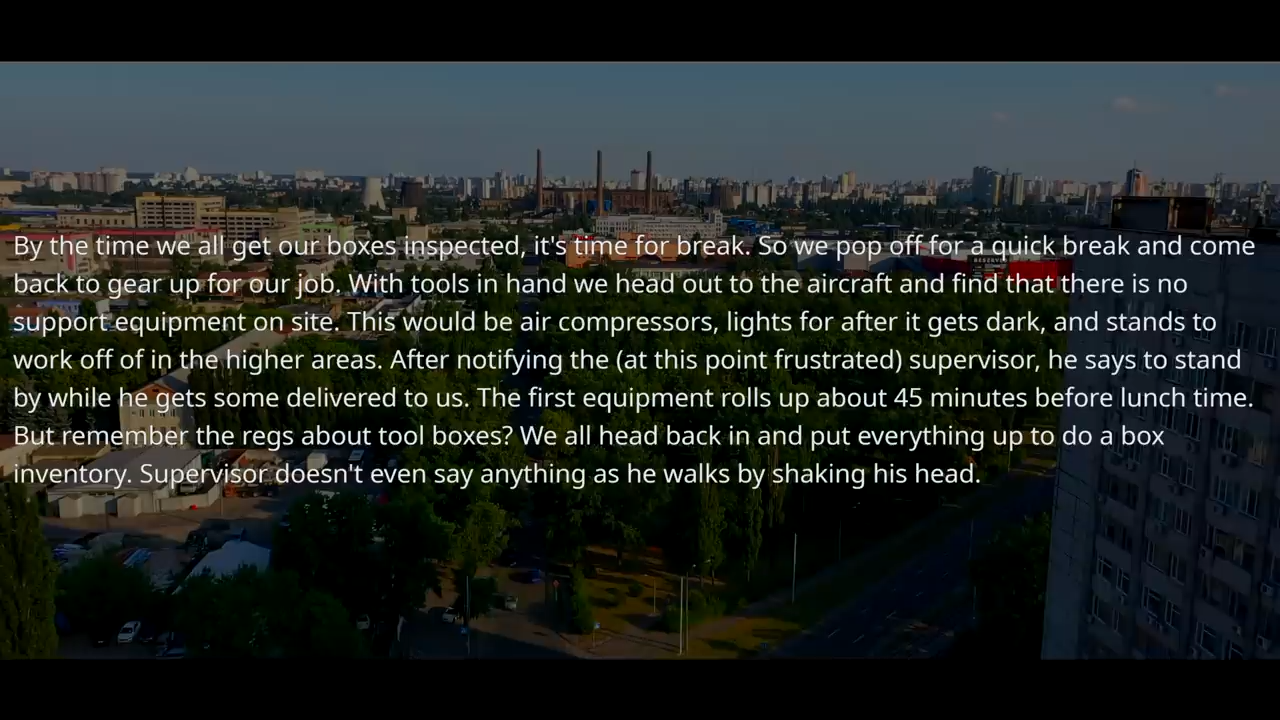 By the time we all get our boxes inspected, it's time for break. So we pop off for a quick break and come
back to gear up for our job. With tools in hand we head out to the aircraft and find that there is no
support equipment on site. This would be air compressors, lights for after it gets dark, and stands to
work off of in the higher areas. After notifying the (at this point frustrated) supervisor, he says to stand
by while he gets some delivered to us. The first equipment rolls up about 45 minutes before lunch time.
But remember the regs about tool boxes? We all head back in and put everything up to do a box
inventory. Supervisor doesn't even say anything as he walks by shaking his head.